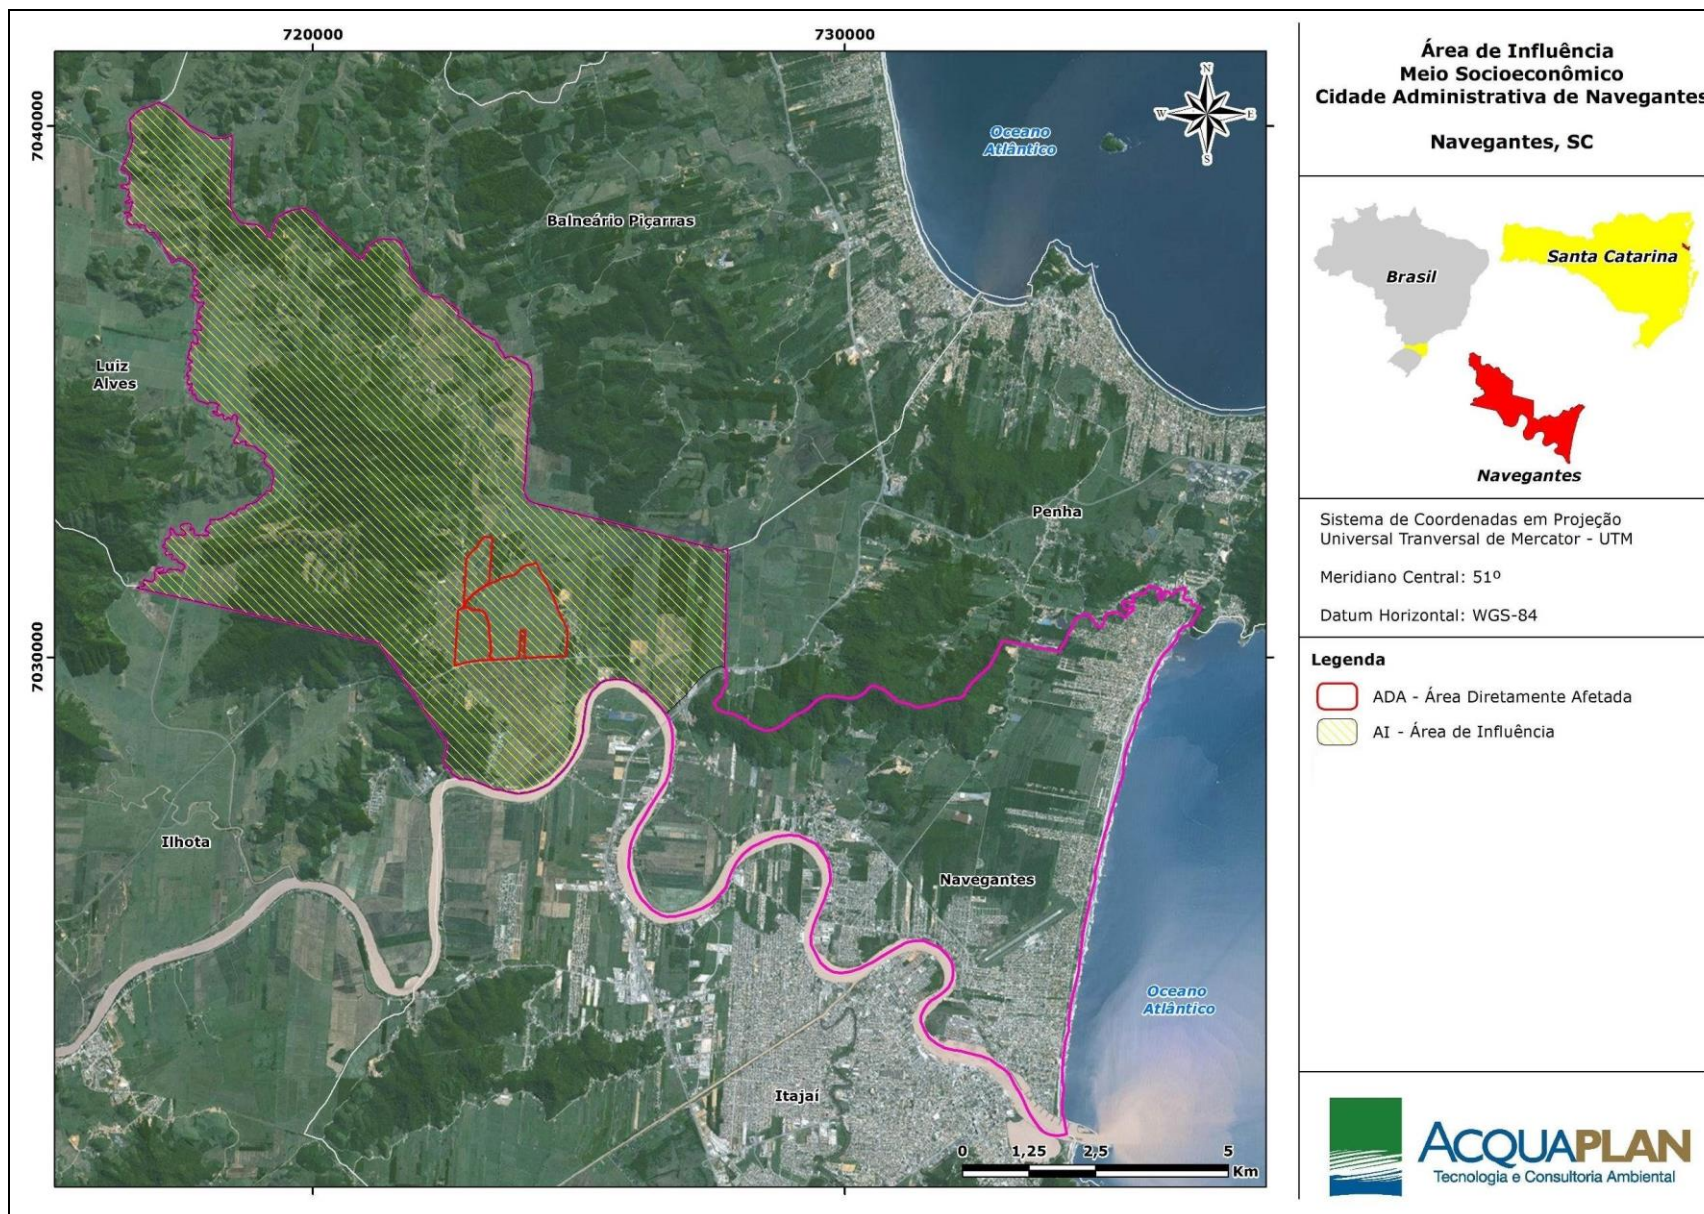 720000
730000
7040000
7030000
N
W
E
S
Oceano
Atlântico
Balneário Piçarras
Luiz
Alves
Penha
Ilhota
Navegantes
Oceano
Atlântico
Itajaí
0 1,25 2,5 5
Km
Área de Influência
Meio Socioeconômico
Cidade Administrativa de Navegantes
Navegantes, SC
Brasil
Santa Catarina
Navegantes
Sistema de Coordenadas em Projeção
Universal Tranversal de Mercator - UTM
Meridiano Central: 51º
Datum Horizontal: WGS-84
Legenda
ADA - Área Diretamente Afetada
AI - Área de Influência
ACQUAPLAN
Tecnologia e Consultoria Ambiental